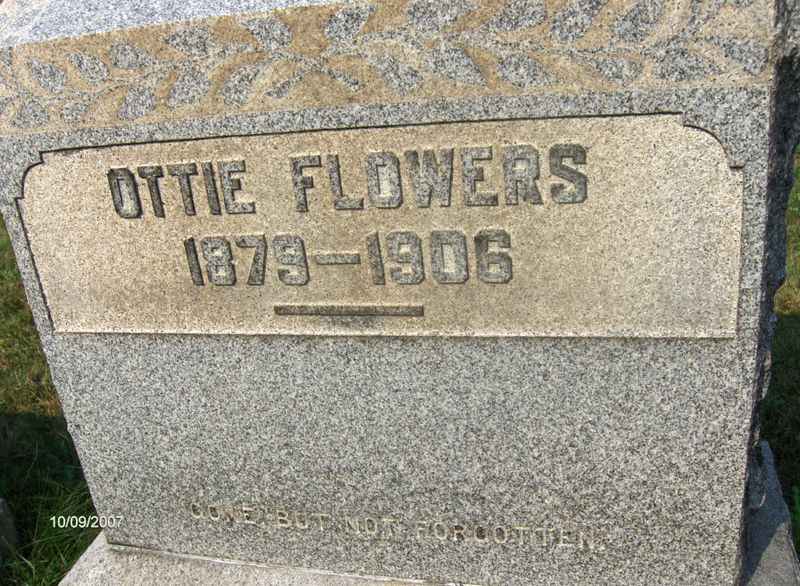 OTTIE FLOWERS
1879—1906
GONE, BUT NOT FORGOTTEN.
10/09/2007